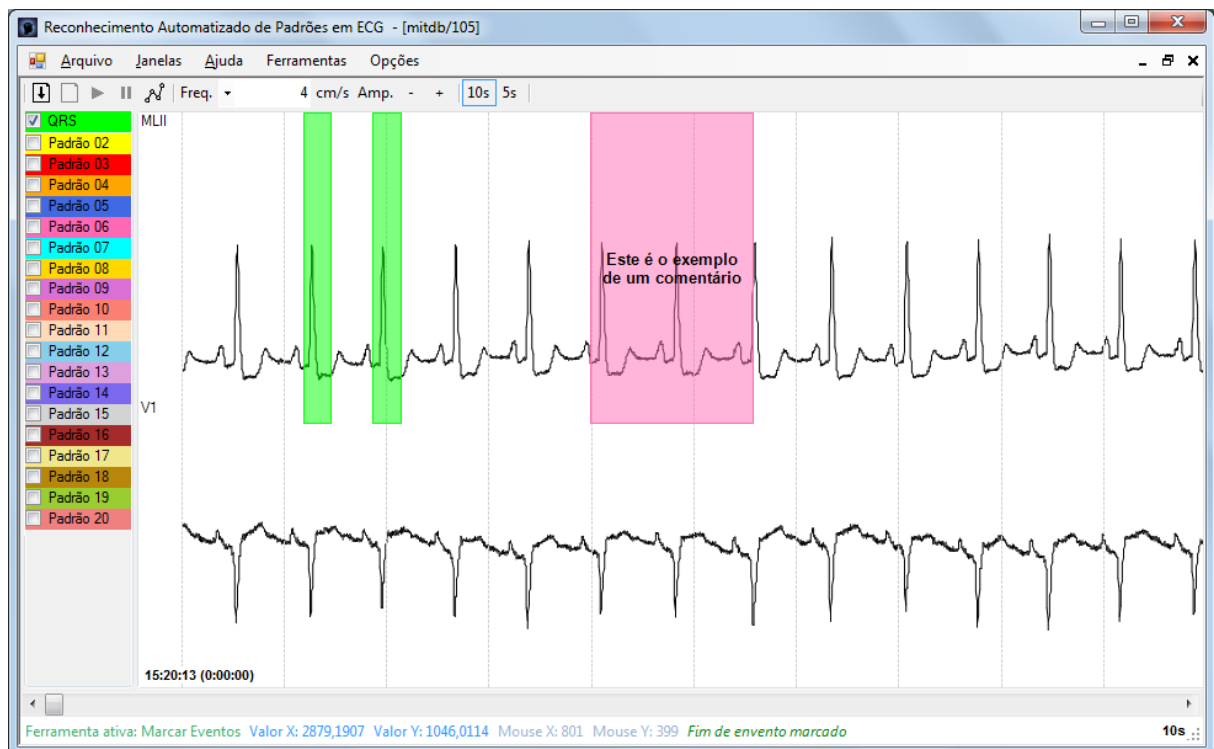 Reconhecimento Automatizado de Padrões em ECG - [mitdb/105]
Arquivo Janelas Ajuda Ferramentas Opções
Freq. 4 cm/s Amp. - + 10s 5s
QRS
Padrão 02
Padrão 03
Padrão 04
Padrão 05
Padrão 06
Padrão 07
Padrão 08
Padrão 09
Padrão 10
Padrão 11
Padrão 12
Padrão 13
Padrão 14
Padrão 15
Padrão 16
Padrão 17
Padrão 18
Padrão 19
Padrão 20
MLII
Este é o exemplo
de um comentário
V1
15:20:13 (0:00:00)
Ferramenta ativa: Marcar Eventos Valor X: 2879,1907 Valor Y: 1046,0114 Mouse X: 801 Mouse Y: 399 Fim de envento marcado 10s